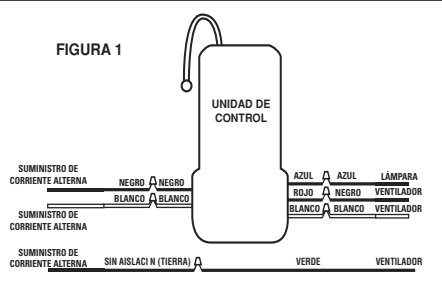 FIGURA 1
UNIDAD DE
CONTROL
SUMINISTRO DE
CORRIENTE ALTERNA
NEGRO NEGRO
BLANCO BLANCO
SUMINISTRO DE
CORRIENTE ALTERNA
AZUL AZUL LÁMPARA
ROJO NEGRO VENTILADOR
BLANCO BLANCO VENTILADOR
SUMINISTRO DE
CORRIENTE ALTERNA
SIN AISLACI N (TIERRA) VERDE VENTILADOR